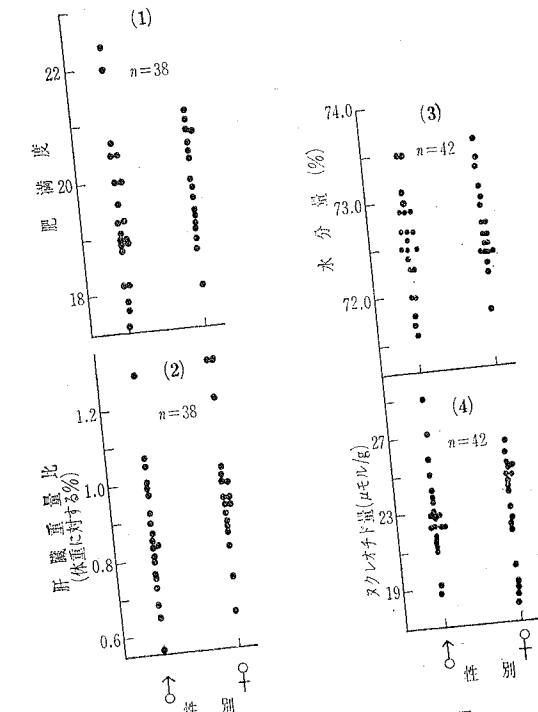 (1)
n=38
22
20
18
肥満度
(2)
n=38
1.2
1.0
0.8
0.6
肝臓重量比
(体重に対する%)
♂
♀
性別
(3)
n=42
74.0
73.0
72.0
水分量 (%)
(4)
n=42
27
23
19
ヌクレオチド量(μモル/g)
♂
♀
性別